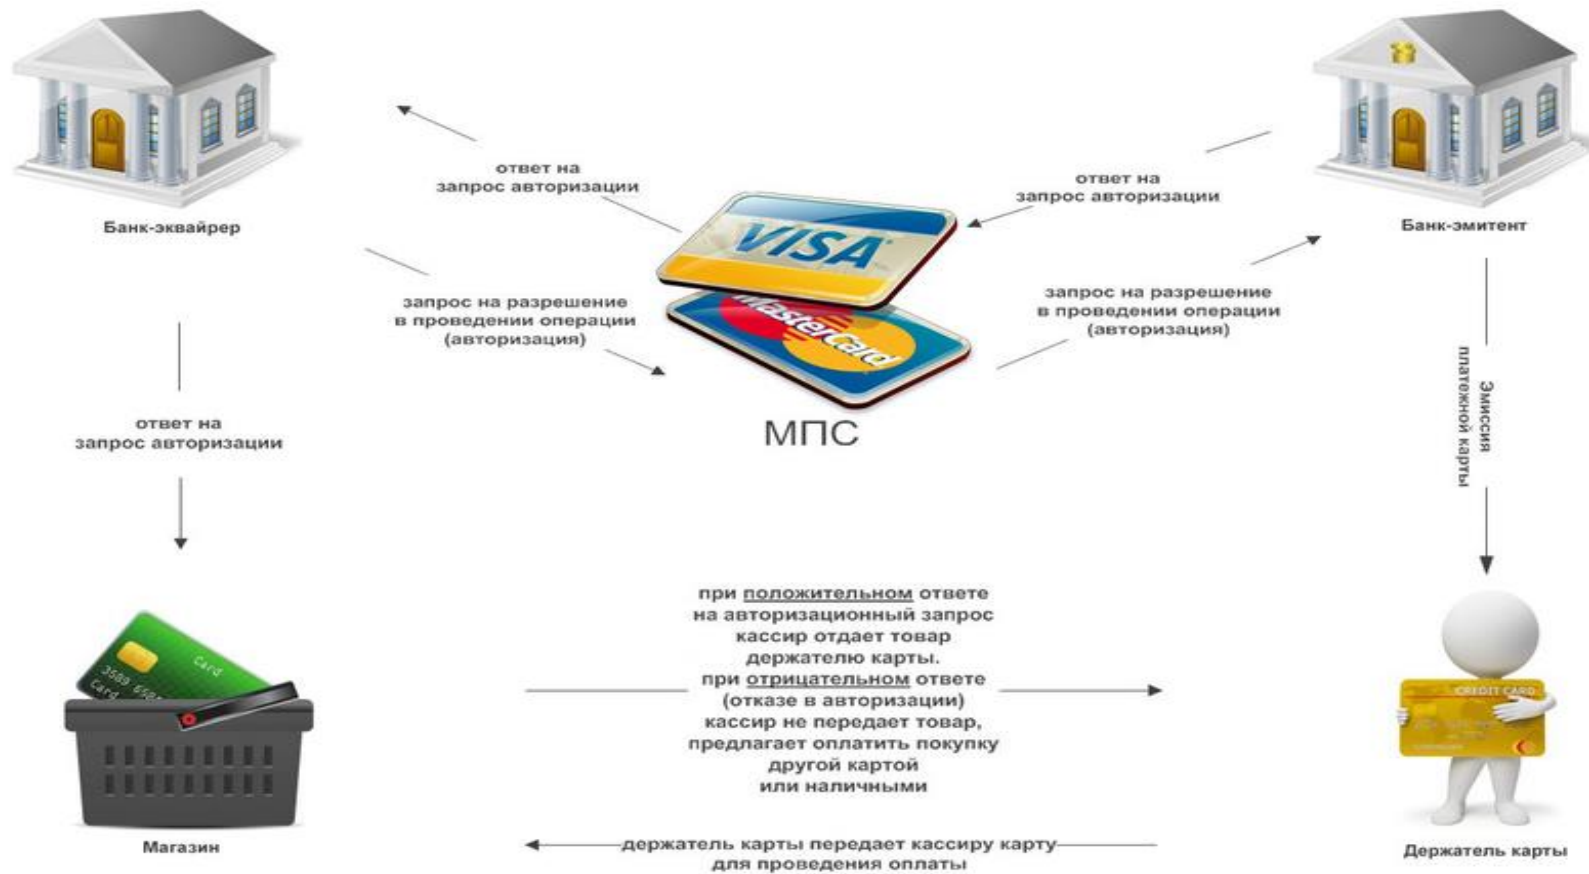 ответ на
запрос авторизации
ответ на
запрос авторизации
VISA
Банк-эквайрер
Банк-эмитент
запрос на разрешение
в проведении операции
(авторизация)
MasterCard
запрос на разрешение
в проведении операции
(авторизация)
МПС
ответ на
запрос авторизации
Эмиссия
платежной карты
при положительном ответе
на авторизационный запрос
кассир отдает товар
держателю карты.
при отрицательном ответе
(отказе в авторизации)
кассир не передает товар,
предлагает оплатить покупку
другой картой
или наличными
Card
3589
Card
CREDIT CARD
Магазин
держатель карты передает кассиру карту
для проведения оплаты
Держатель карты